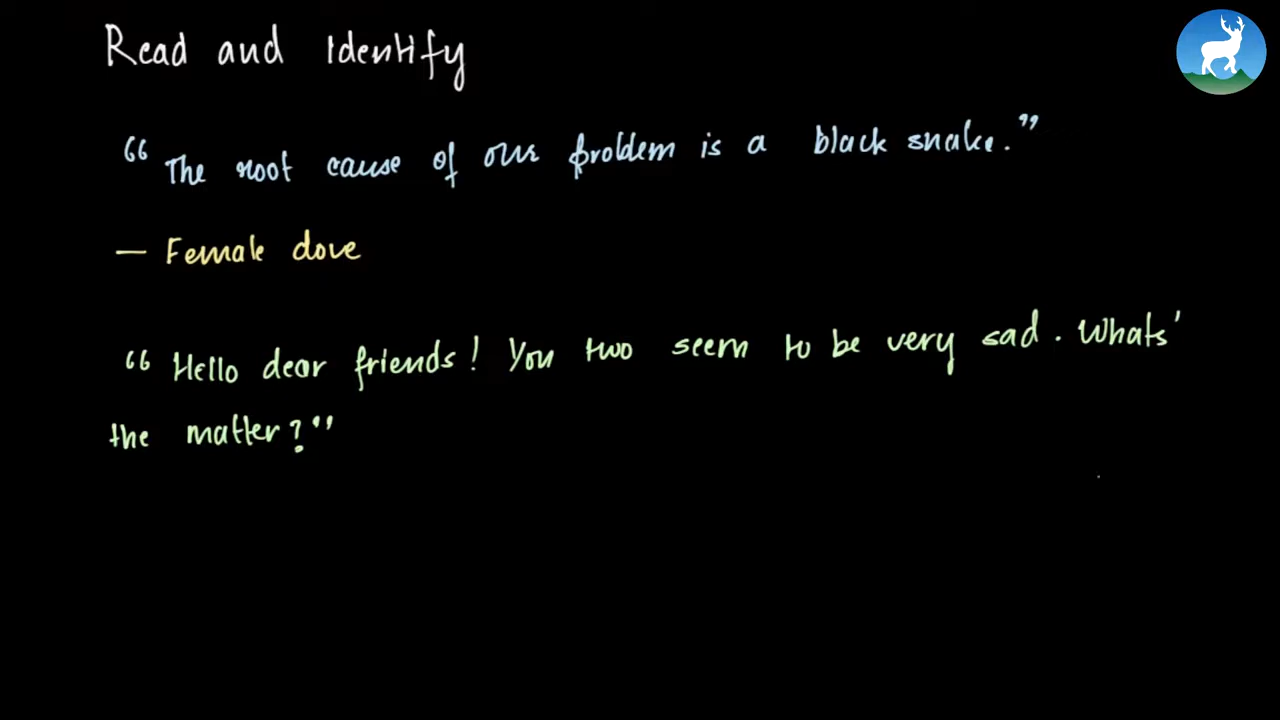 Read and Identify
“The root cause of our problem is a black snake.”
— Female dove
“Hello dear friends! You two seem to be very sad. Whats'
the matter?”